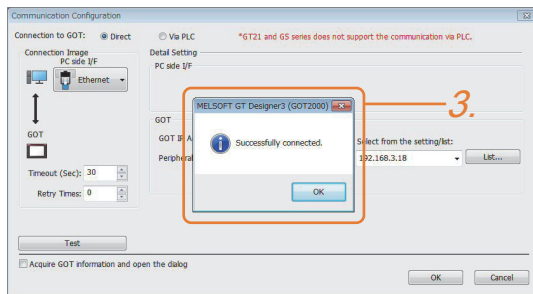 Communication Configuration
Connection to GOT: Direct Via PLC *GT21 and GS series does not support the communication via PLC.
Connection Image
PC side I/F
Ethernet
GOT
Timeout (Sec): 30
Retry Times: 0
Test
Detail Setting
PC side I/F
GOT
GOT IP A
Peripheral
Select from the setting/list:
192.168.3.18
List...
MELSOFT GT Designer3 (GOT2000)
Successfully connected.
OK
3.
Acquire GOT information and open the dialog
OK Cancel